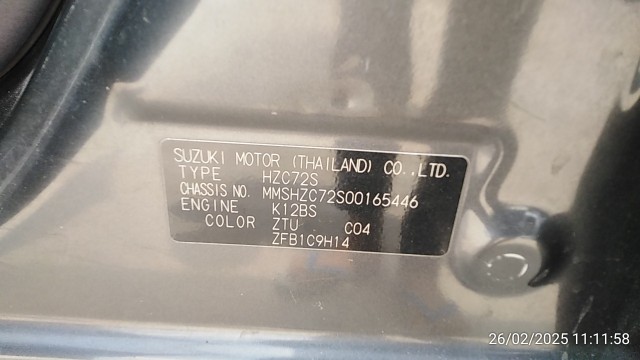 SUZUKI MOTOR (THAILAND) CO.,LTD.
TYPE HZC72S
CHASSIS NO. MMSHZC72S00165446
ENGINE K12BS
COLOR ZTU C04
ZFB1C9H14
26/02/2025 11:11:58